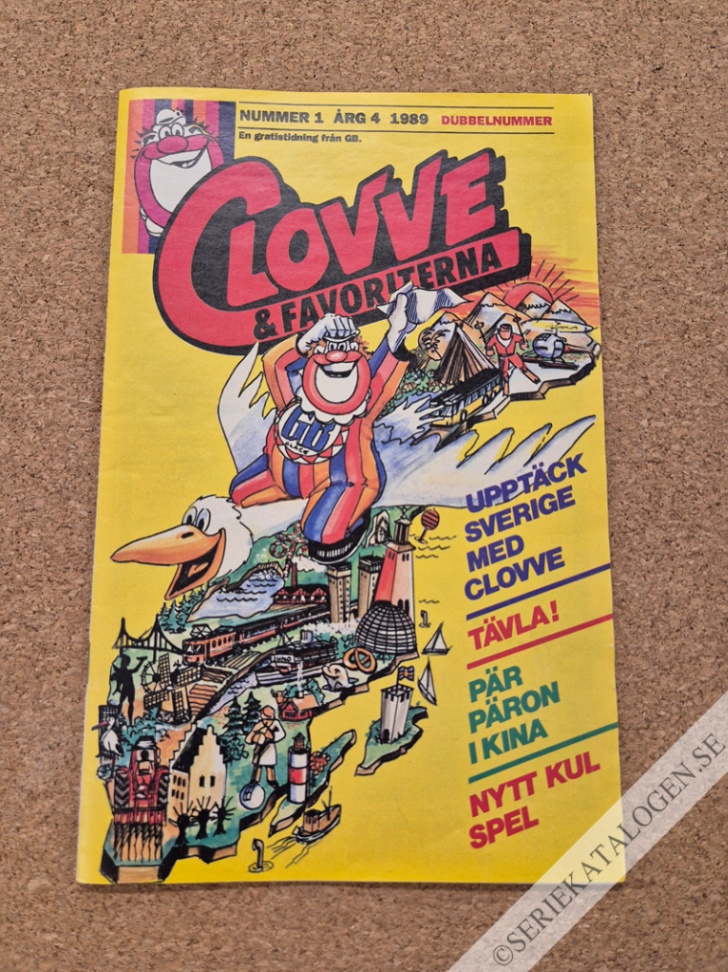 NUMMER 1 ÅRG 4 1989 DUBBELNUMMER
En gratistidning från GB.
CLOVVE
& FAVORITERNA
GB
GLACE
UPPTÄCK
SVERIGE
MED
CLOVVE
TÄVLA!
PÄR
PÄRON
I KINA
NYTT KUL
SPEL
©SERIEKATALOGEN.SE